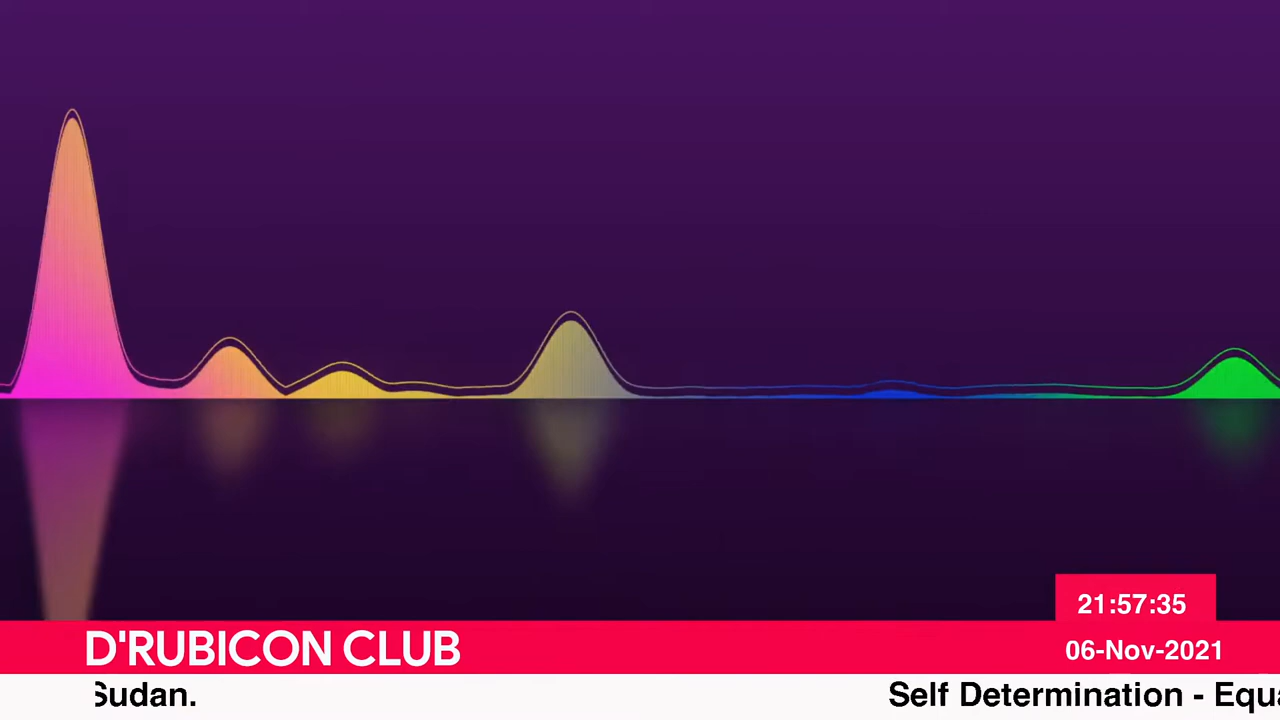 21:57:35
D'RUBICON CLUB
06-Nov-2021
Sudan.
Self Determination -